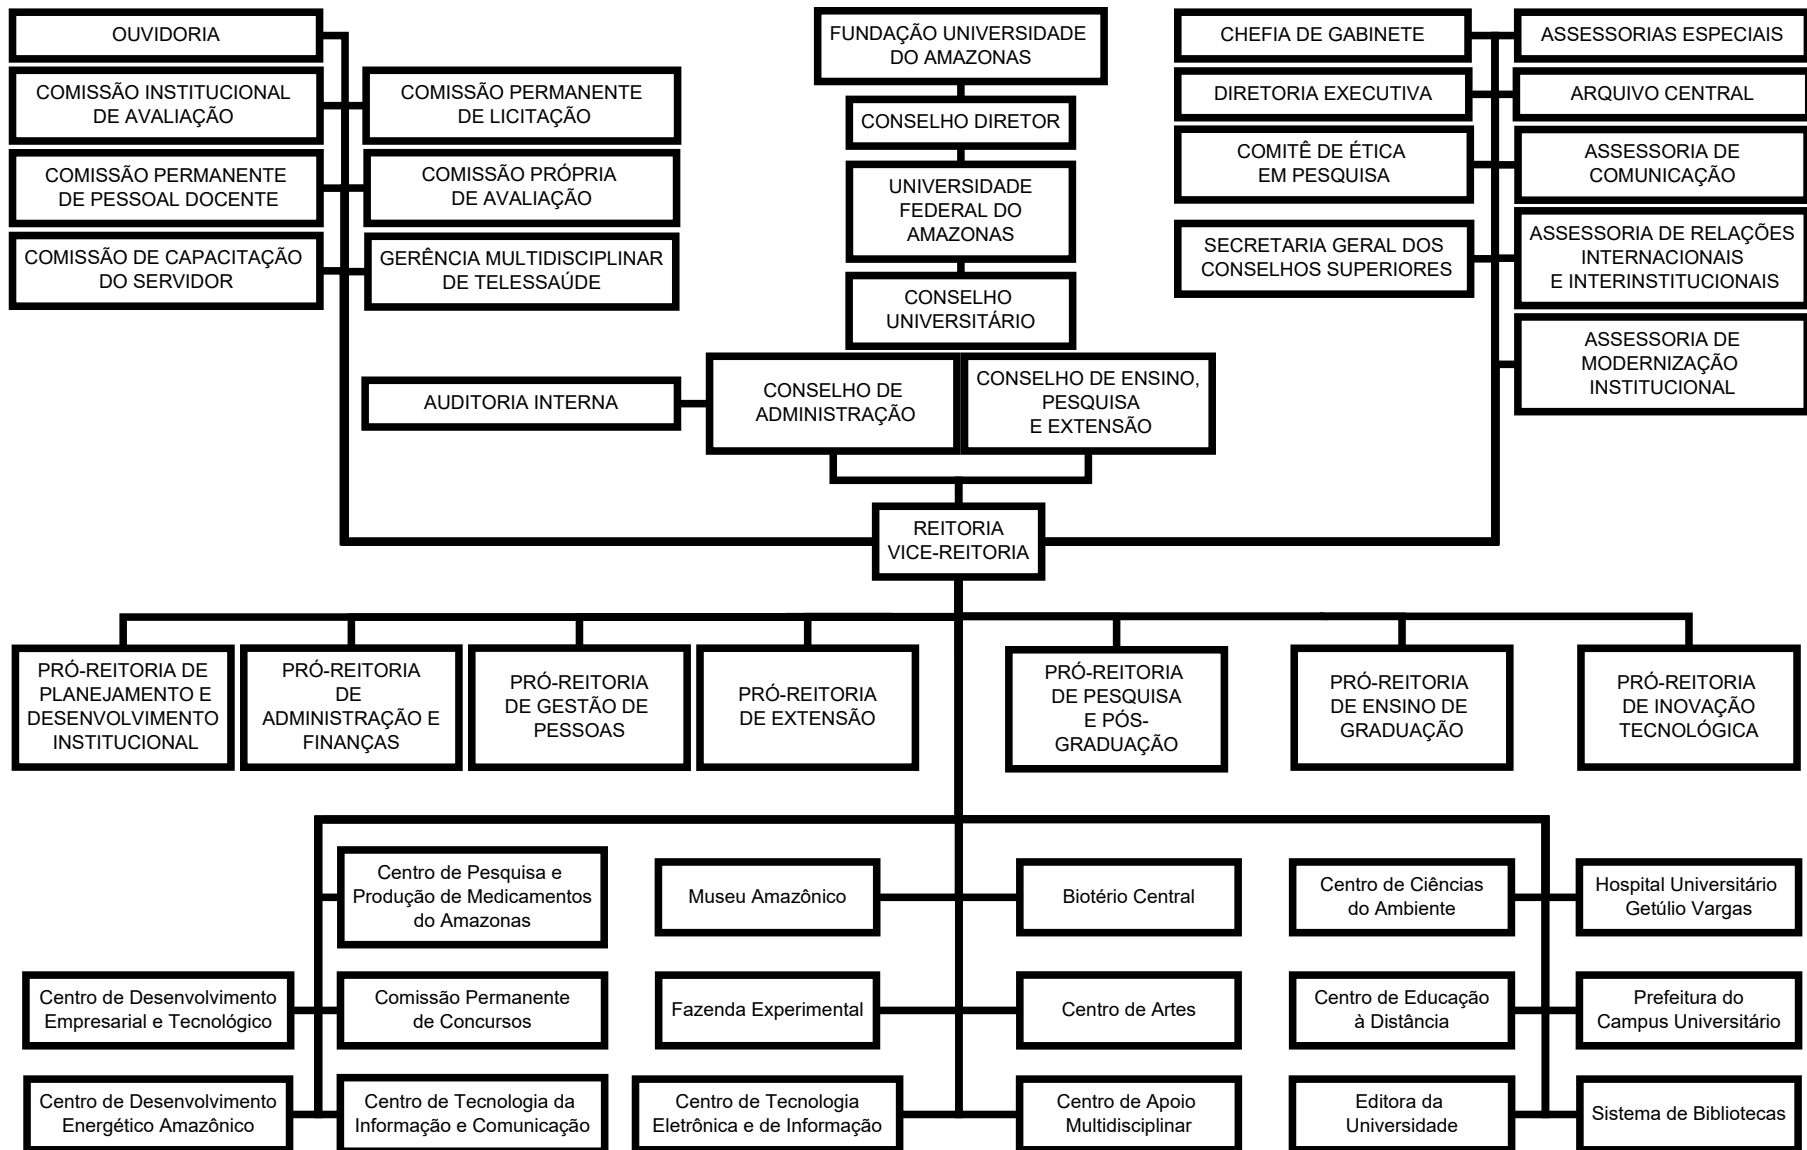 OUVIDORIA
COMISSÃO INSTITUCIONAL
DE AVALIAÇÃO
COMISSÃO PERMANENTE
DE LICITAÇÃO
COMISSÃO PERMANENTE
DE PESSOAL DOCENTE
COMISSÃO PRÓPRIA
DE AVALIAÇÃO
COMISSÃO DE CAPACITAÇÃO
DO SERVIDOR
GERÊNCIA MULTIDISCIPLINAR
DE TELESSAÚDE
FUNDAÇÃO UNIVERSIDADE
DO AMAZONAS
CONSELHO DIRETOR
UNIVERSIDADE
FEDERAL DO
AMAZONAS
CONSELHO
UNIVERSITÁRIO
CHEFIA DE GABINETE
ASSESSORIAS ESPECIAIS
DIRETORIA EXECUTIVA
ARQUIVO CENTRAL
COMITÊ DE ÉTICA
EM PESQUISA
ASSESSORIA DE
COMUNICAÇÃO
SECRETARIA GERAL DOS
CONSELHOS SUPERIORES
ASSESSORIA DE RELAÇÕES
INTERNACIONAIS
E INTERINSTITUCIONAIS
ASSESSORIA DE
MODERNIZAÇÃO
INSTITUCIONAL
AUDITORIA INTERNA
CONSELHO DE
ADMINISTRAÇÃO
CONSELHO DE ENSINO,
PESQUISA
E EXTENSÃO
REITORIA
VICE-REITORIA
PRÓ-REITORIA DE
PLANEJAMENTO E
DESENVOLVIMENTO
INSTITUCIONAL
PRÓ-REITORIA
DE
ADMINISTRAÇÃO E
FINANÇAS
PRÓ-REITORIA
DE GESTÃO DE
PESSOAS
PRÓ-REITORIA
DE EXTENSÃO
PRÓ-REITORIA
DE PESQUISA
E PÓS-
GRADUAÇÃO
PRÓ-REITORIA
DE ENSINO DE
GRADUAÇÃO
PRÓ-REITORIA
DE INOVAÇÃO
TECNOLÓGICA
Centro de Pesquisa e
Produção de Medicamentos
do Amazonas
Museu Amazônico
Biotério Central
Centro de Ciências
do Ambiente
Hospital Universitário
Getúlio Vargas
Centro de Desenvolvimento
Empresarial e Tecnológico
Comissão Permanente
de Concursos
Fazenda Experimental
Centro de Artes
Centro de Educação
à Distância
Prefeitura do
Campus Universitário
Centro de Desenvolvimento
Energético Amazônico
Centro de Tecnologia da
Informação e Comunicação
Centro de Tecnologia
Eletrônica e de Informação
Centro de Apoio
Multidisciplinar
Editora da
Universidade
Sistema de Bibliotecas